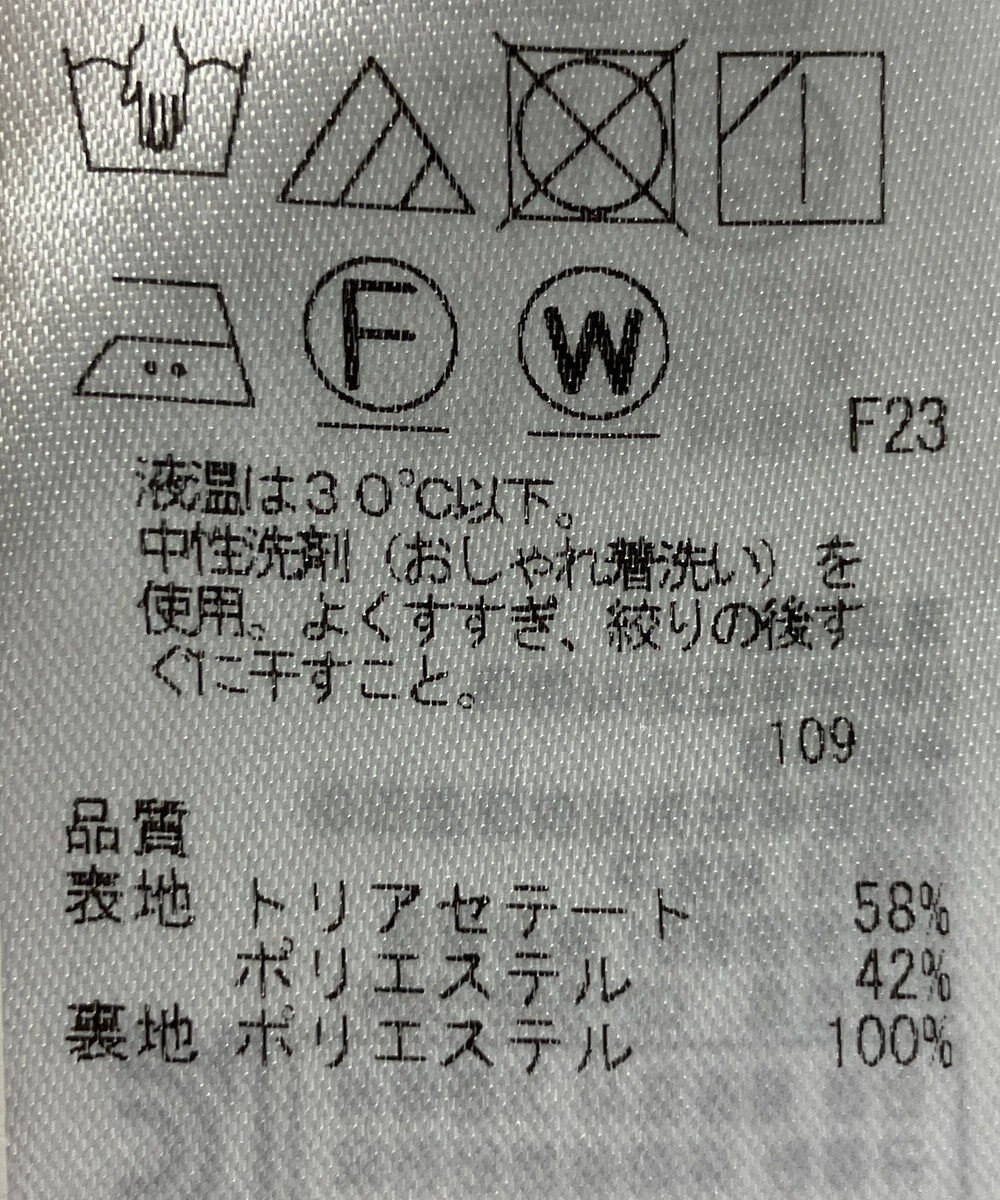 F W
F23
液温は30℃以下。
中性洗剤（おしゃれ着洗い）を
使用。よくすすぎ、絞りの後す
ぐに干すこと。
109
品質
表地 トリアセテート 58%
ポリエステル 42%
裏地 ポリエステル 100%